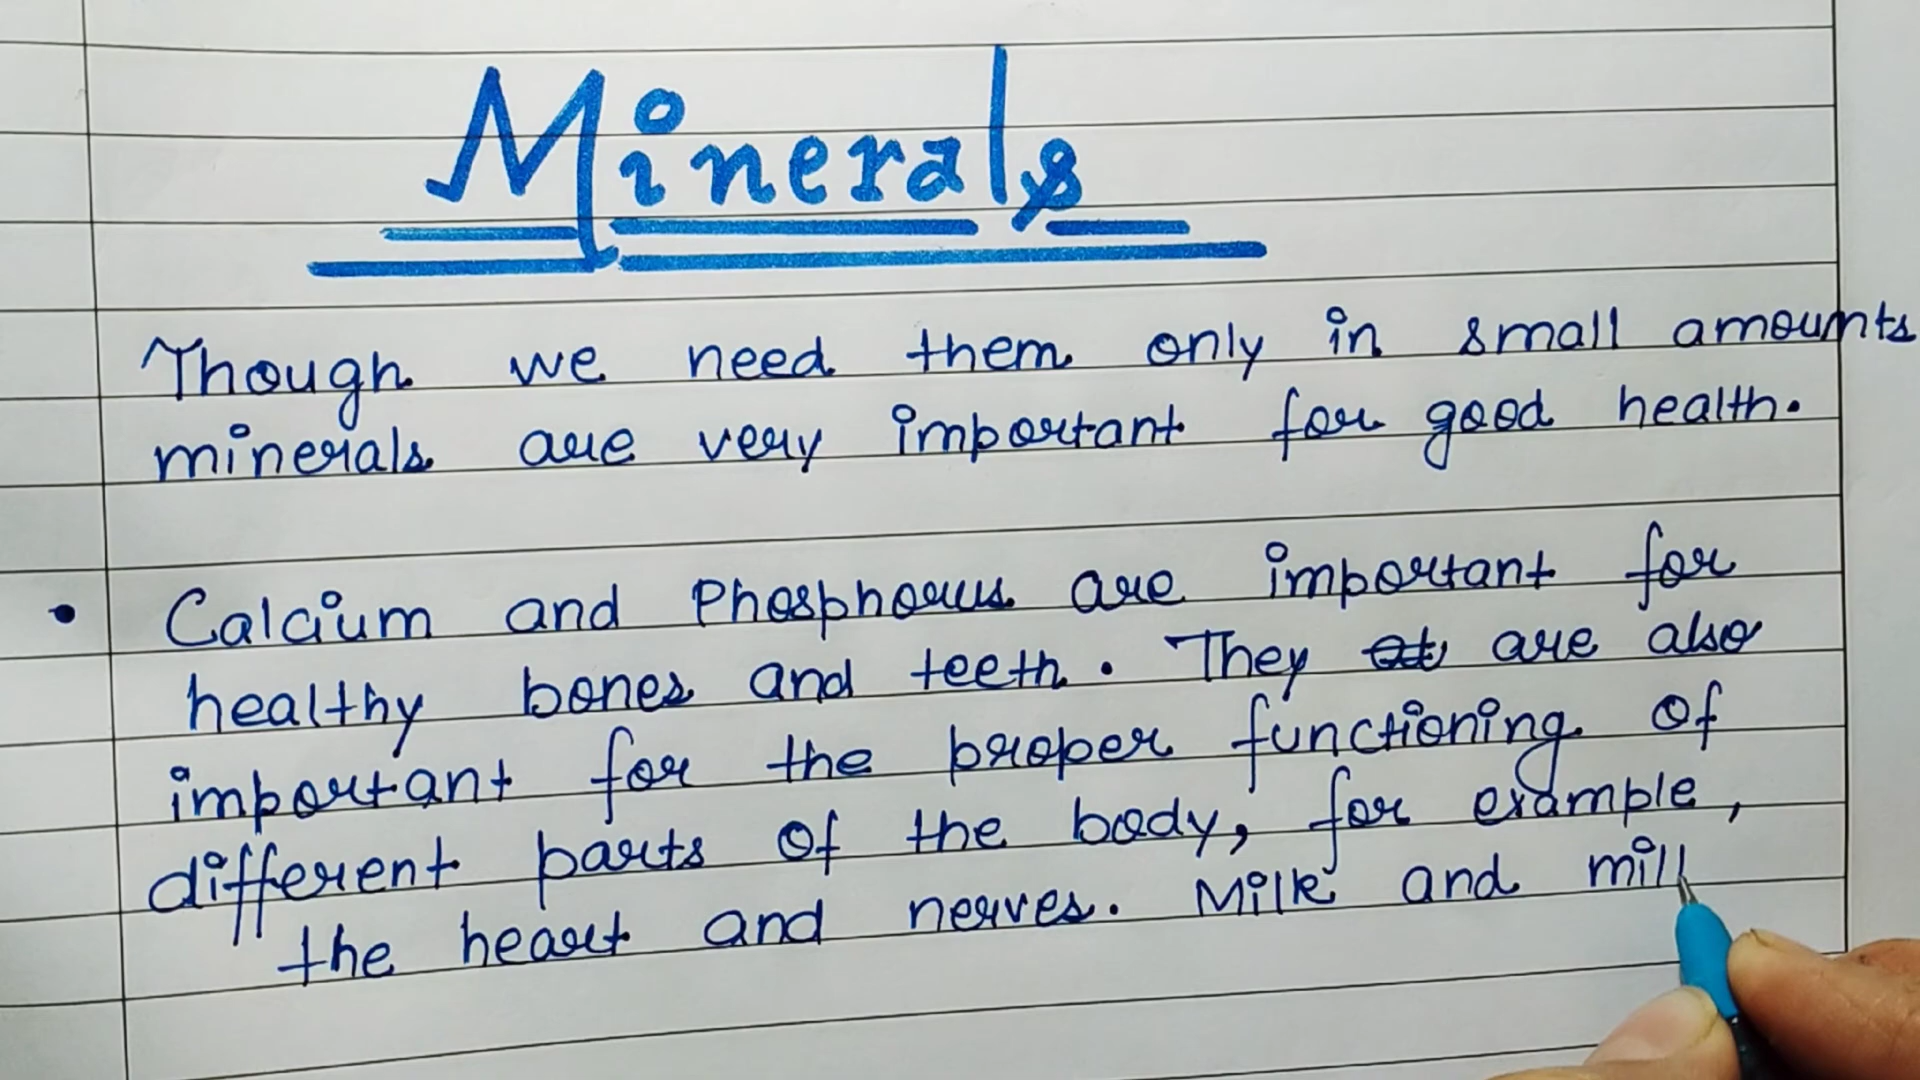 Minerals
Though we need them only in small amounts
minerals are very important for good health.
• Calcium and Phosphorus are important for
healthy bones and teeth. They are also
important for the proper functioning of
different parts of the body, for example,
the heart and nerves. Milk and mill